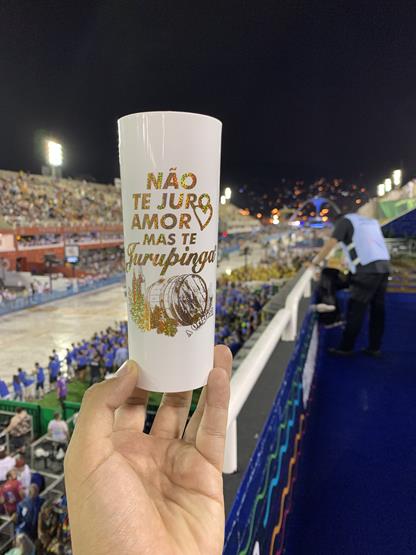 NÃO
TE JURO
AMOR
MAS TE
Jurupinga